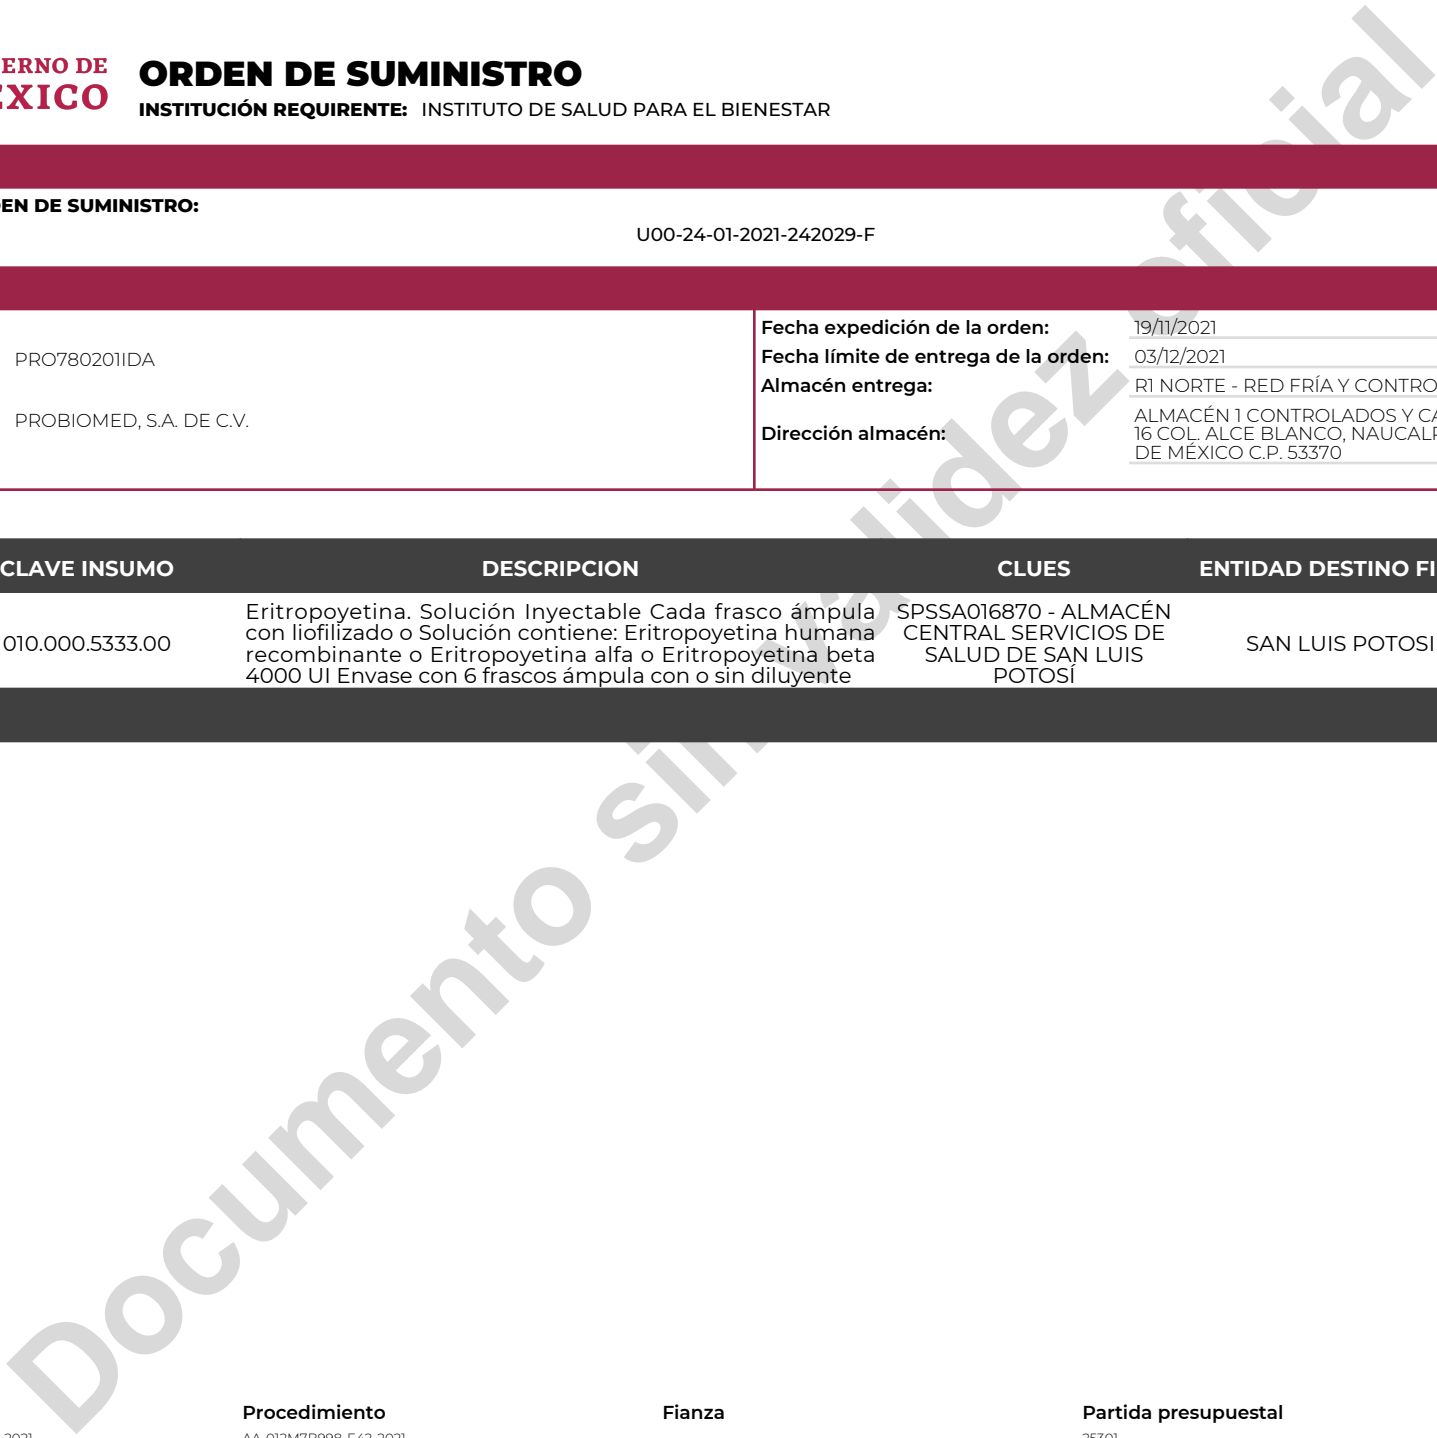 ERNO DE
ÉXICO
ORDEN DE SUMINISTRO
INSTITUCIÓN REQUIRENTE: INSTITUTO DE SALUD PARA EL BIENESTAR
EN DE SUMINISTRO:
U00-24-01-2021-242029-F
PRO780201IDA
PROBIOMED, S.A. DE C.V.
Fecha expedición de la orden: 19/11/2021
Fecha límite de entrega de la orden: 03/12/2021
Almacén entrega: R1 NORTE - RED FRÍA Y CONTRO
Dirección almacén: ALMACÉN 1 CONTROLADOS Y CA
16 COL. ALCE BLANCO, NAUCALP
DE MÉXICO C.P. 53370
CLAVE INSUMO DESCRIPCION CLUES ENTIDAD DESTINO FI
010.000.5333.00
Eritropoyetina. Solución Inyectable Cada frasco ámpula
con liofilizado o Solución contiene: Eritropoyetina humana
recombinante o Eritropoyetina alfa o Eritropoyetina beta
4000 UI Envase con 6 frascos ámpula con o sin diluyente
SPSSA016870 - ALMACÉN
CENTRAL SERVICIOS DE
SALUD DE SAN LUIS
POTOSÍ
SAN LUIS POTOSI
Documento sin validez oficial
Procedimiento Fianza Partida presupuestal